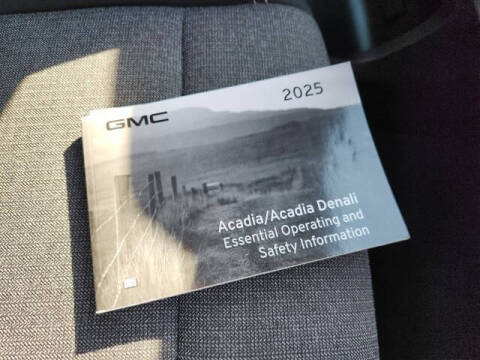 2025
GMC
Acadia/Acadia Denali
Essential Operating and
Safety Information